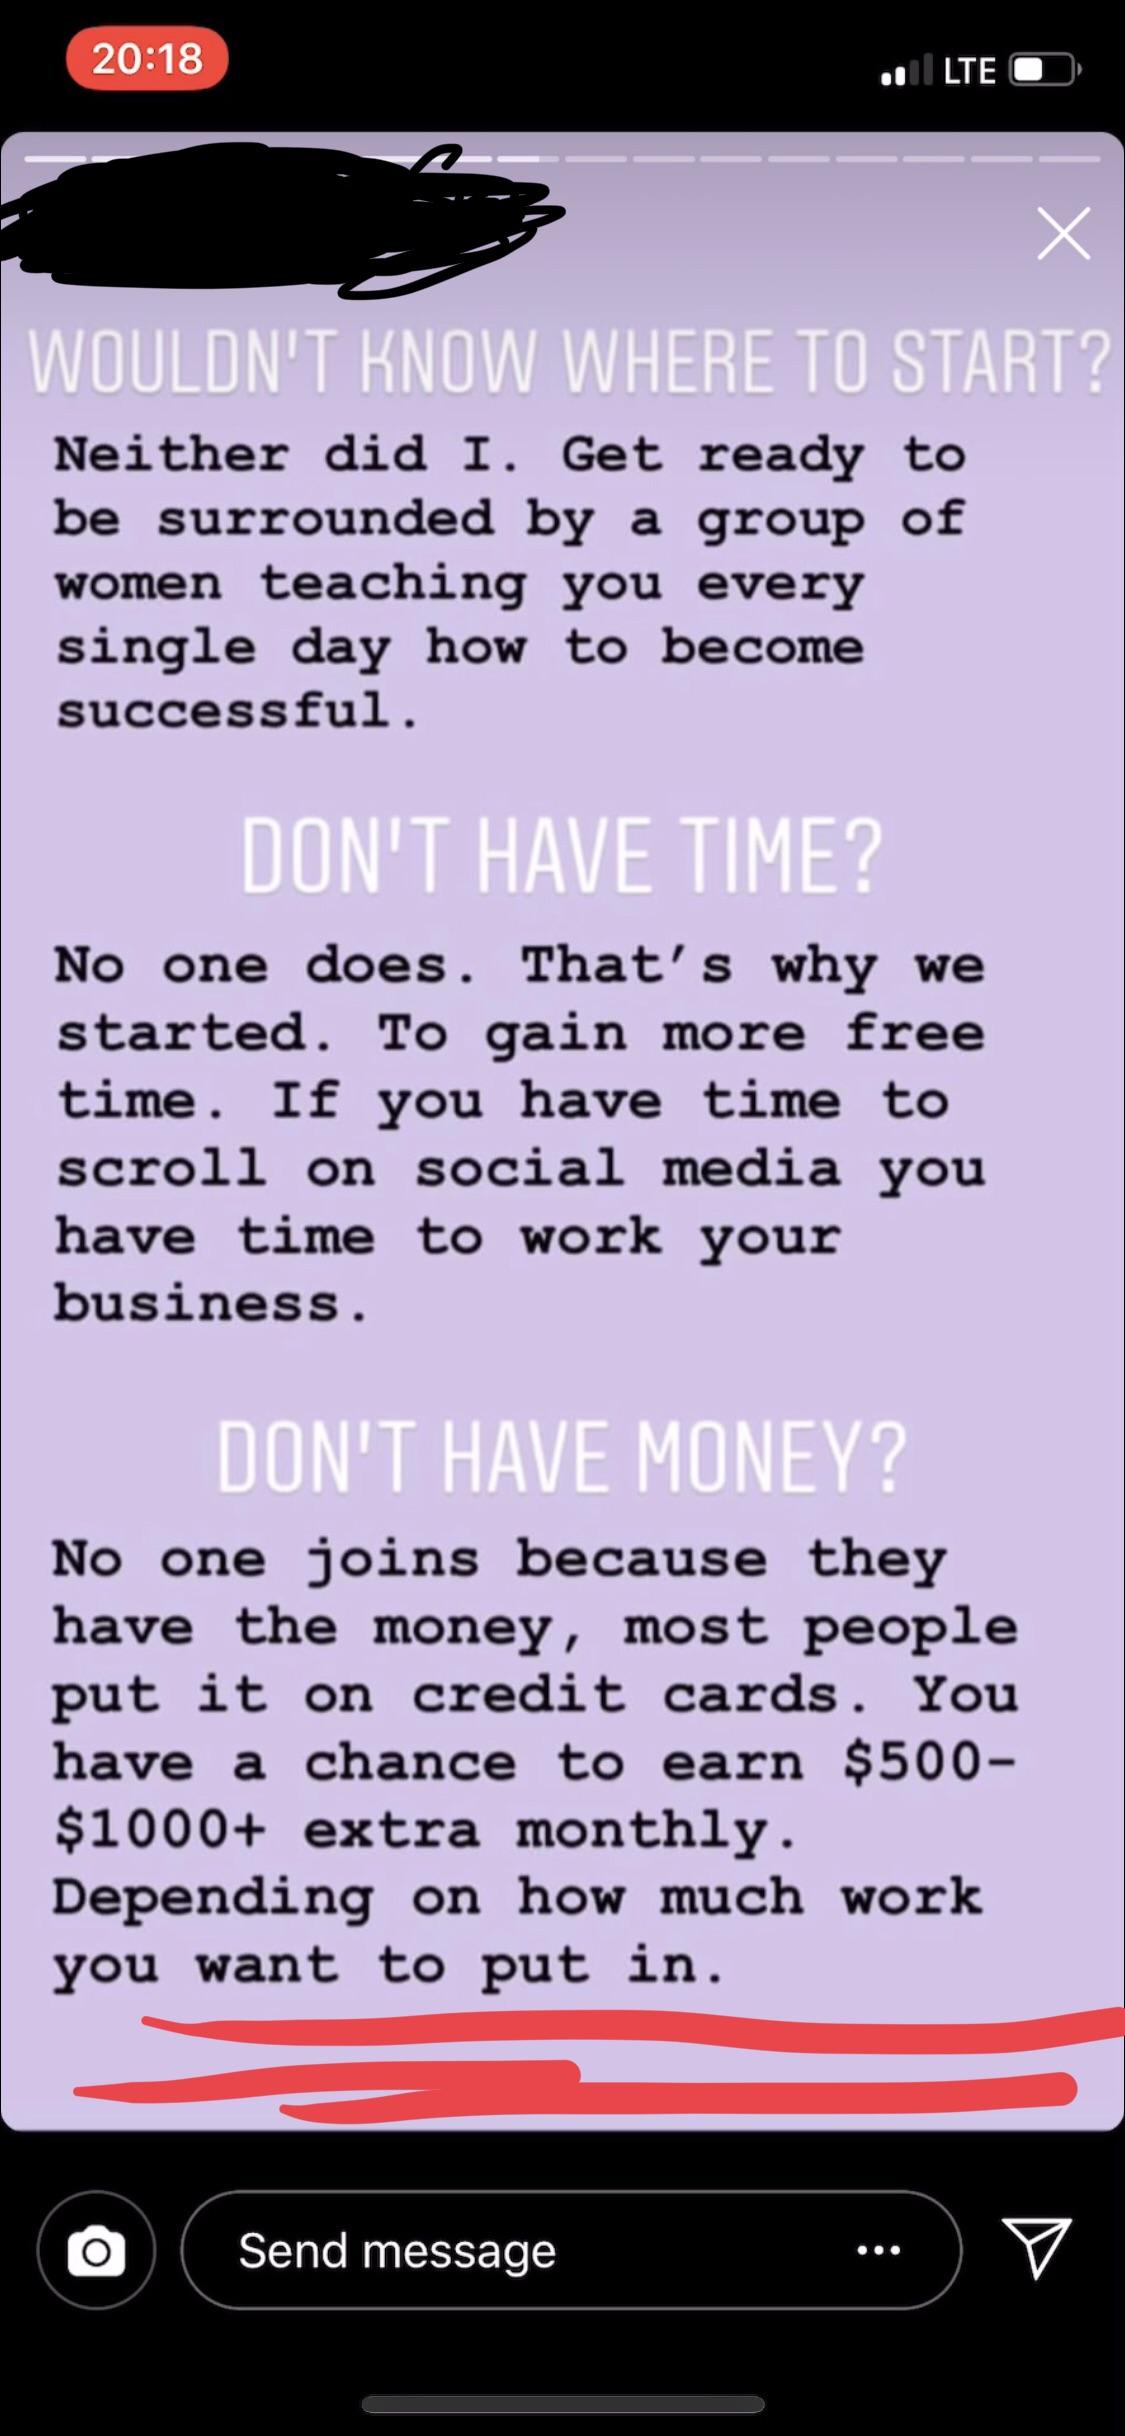 20:18
LTE
WOULDN'T KNOW WHERE TO START?
Neither did I. Get ready to
be surrounded by a group of
women teaching you every
single day how to become
successful.
DON'T HAVE TIME?
No one does. That’s why we
started. To gain more free
time. If you have time to
scroll on social media you
have time to work your
business.
DON'T HAVE MONEY?
No one joins because they
have the money, most people
put it on credit cards. You
have a chance to earn $500-
$1000+ extra monthly.
Depending on how much work
you want to put in.
Send message